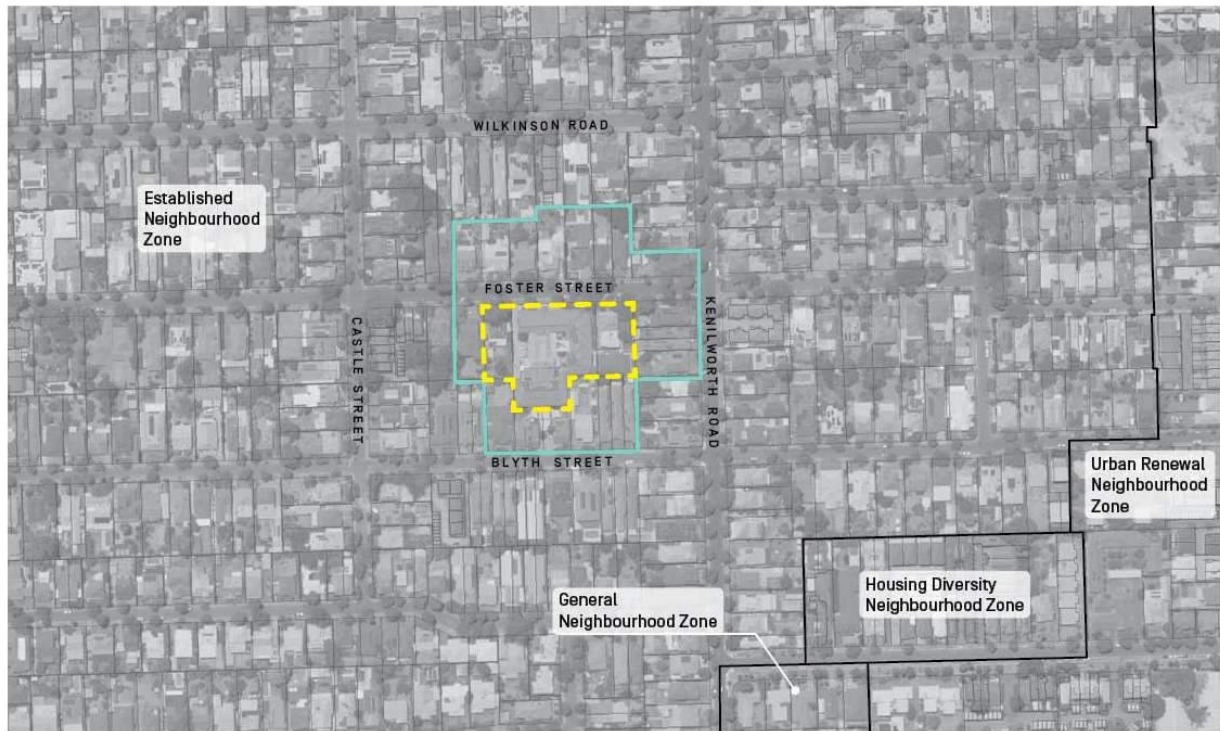 WILKINSON ROAD
Established
Neighbourhood
Zone
FOSTER STREET
CASTLE STREET
KENILWORTH ROAD
BLYTH STREET
Urban Renewal
Neighbourhood
Zone
Housing Diversity
Neighbourhood Zone
General
Neighbourhood Zone